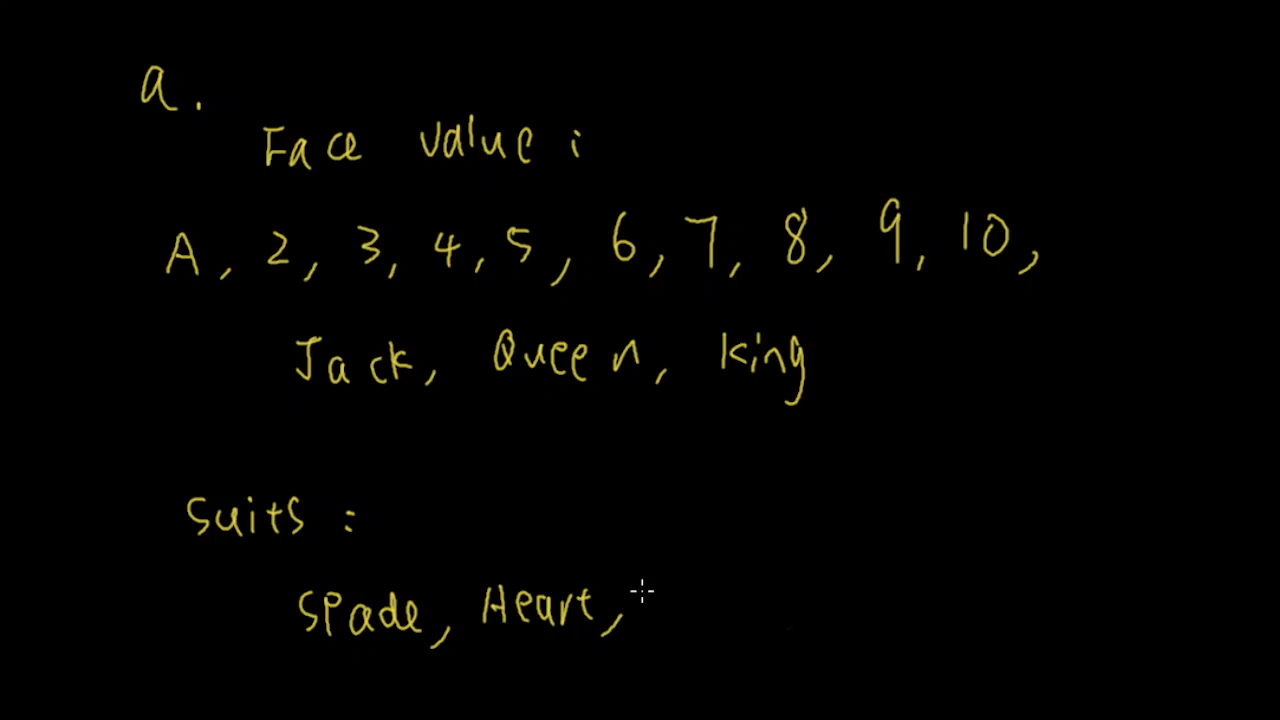 a.
Face value :
A, 2, 3, 4, 5, 6, 7, 8, 9, 10,
Jack, Queen, King
Suits :
Spade, Heart,